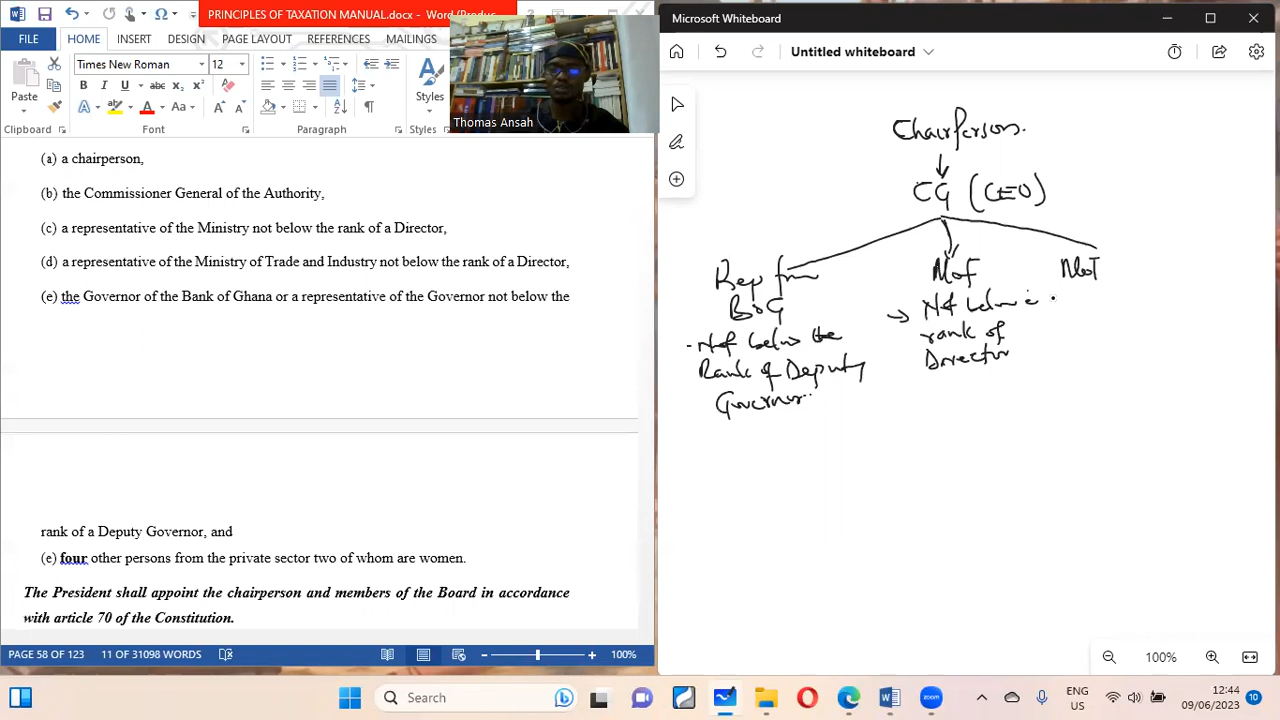 PRINCIPLES OF TAXATION MANUAL.docx - Word (Produc
FILE HOME INSERT DESIGN PAGE LAYOUT REFERENCES MAILINGS
Times New Roman 12
B I U abc
A A Aa A A
Paste
Styles
Clipboard Font Paragraph Styles
Thomas Ansah
(a) a chairperson,
(b) the Commissioner General of the Authority,
(c) a representative of the Ministry not below the rank of a Director,
(d) a representative of the Ministry of Trade and Industry not below the rank of a Director,
(e) the Governor of the Bank of Ghana or a representative of the Governor not below the
rank of a Deputy Governor, and
(e) four other persons from the private sector two of whom are women.
The President shall appoint the chairperson and members of the Board in accordance
with article 70 of the Constitution.
PAGE 58 OF 123 11 OF 31098 WORDS 100%
Microsoft Whiteboard
Untitled whiteboard
Chairperson.
CG (CEO)
Rep from
BoG
- Not below the
Rank of Deputy
Governor..
MoF
→ Not below
rank of
Director
MoT
100%
Search
ENG
US
12:44
09/06/2023
10